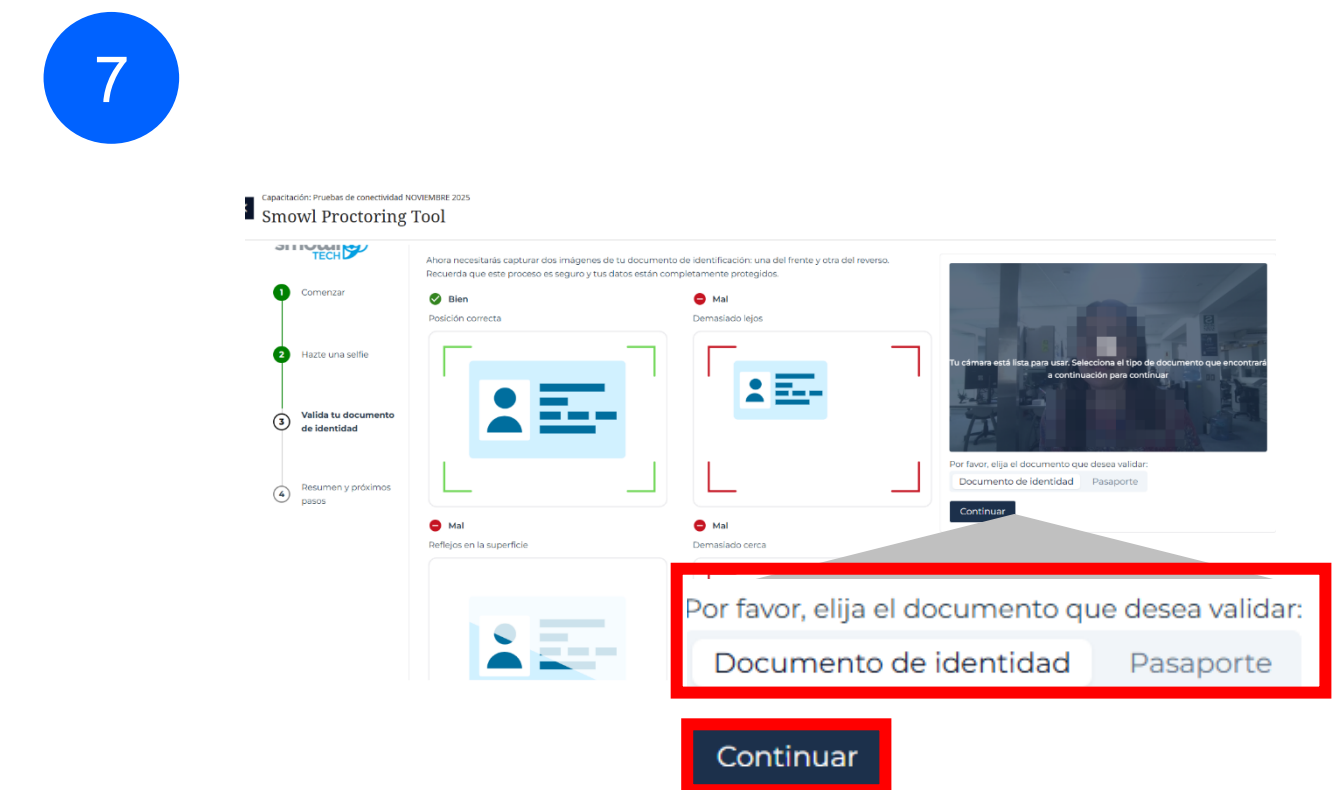 7
Capacitación: Pruebas de conectividad NOVIEMBRE 2025
Smowl Proctoring Tool
TECH
Ahora necesitarás capturar dos imágenes de tu documento de identificación: una del frente y otra del reverso.
Recuerda que este proceso es seguro y tus datos están completamente protegidos.
1 Comenzar
2 Hazte una selfie
3 Valida tu documento
de identidad
4 Resumen y próximos
pasos
Bien
Posición correcta
Mal
Demasiado lejos
Mal
Reflejos en la superficie
Mal
Demasiado cerca
Tu cámara está lista para usar. Selecciona el tipo de documento que encontrará
a continuación para continuar
Por favor, elija el documento que desea validar:
Documento de identidad Pasaporte
Continuar
Por favor, elija el documento que desea validar:
Documento de identidad Pasaporte
Continuar